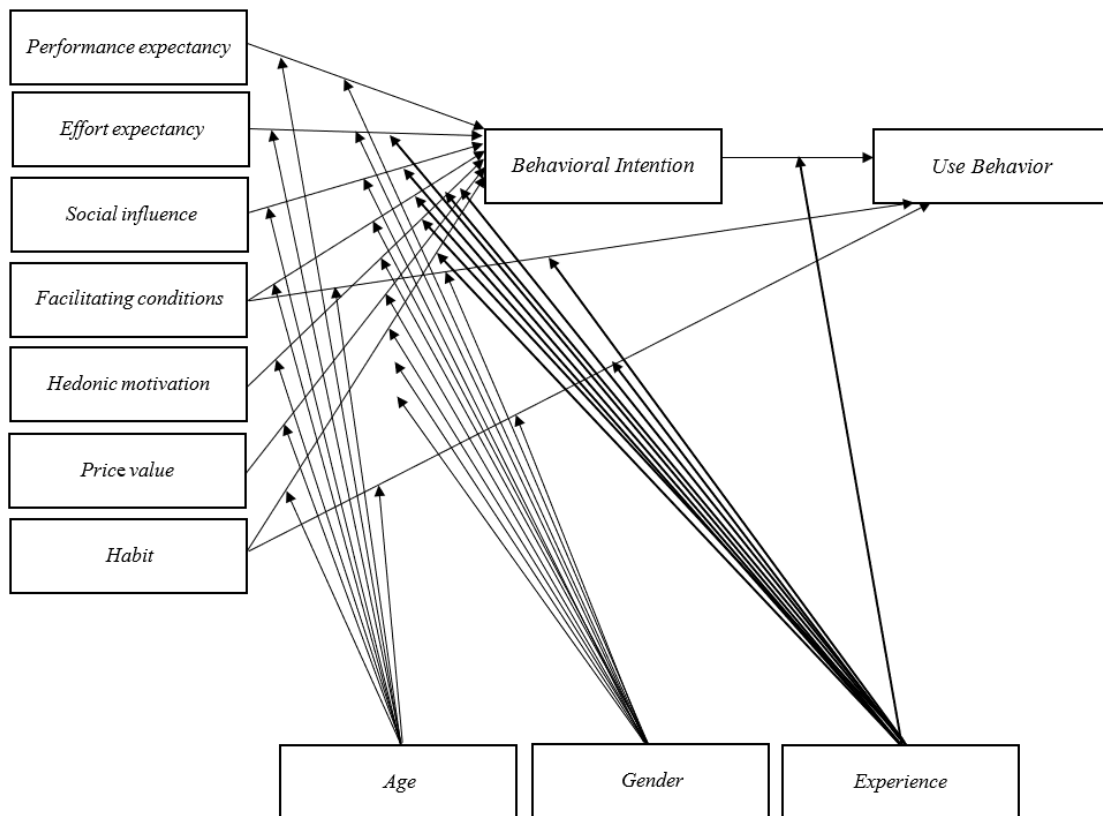 Performance expectancy
Effort expectancy
Social influence
Facilitating conditions
Hedonic motivation
Price value
Habit
Behavioral Intention
Use Behavior
Age
Gender
Experience